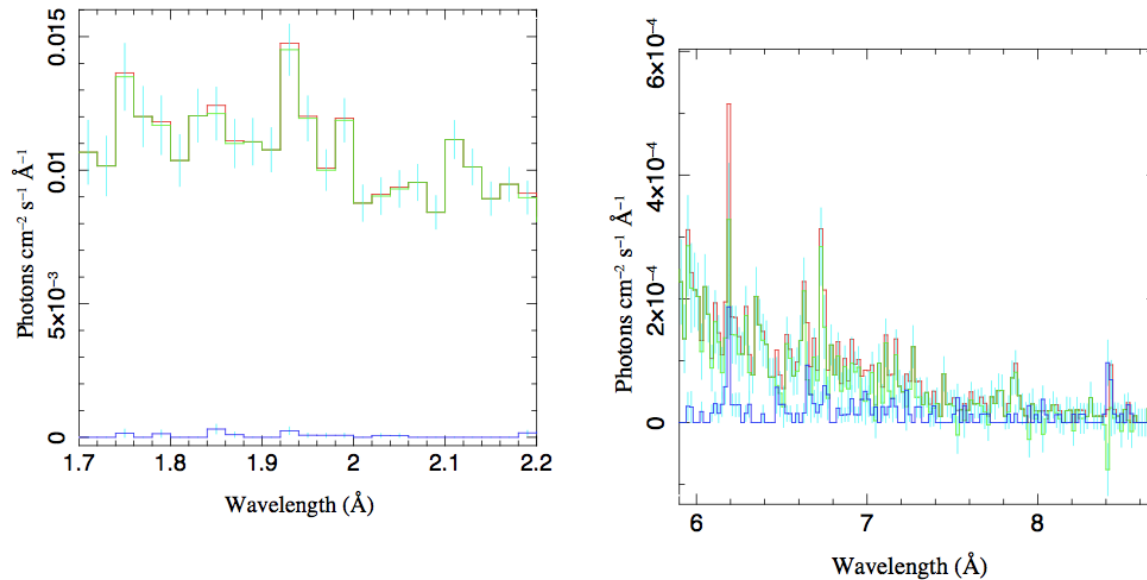 0.015
0.01
5×10⁻³
0
Photons cm⁻² s⁻¹ Å⁻¹
1.7 1.8 1.9 2 2.1 2.2
Wavelength (Å)
6×10⁻⁴
4×10⁻⁴
2×10⁻⁴
0
Photons cm⁻² s⁻¹ Å⁻¹
6 7 8
Wavelength (Å)